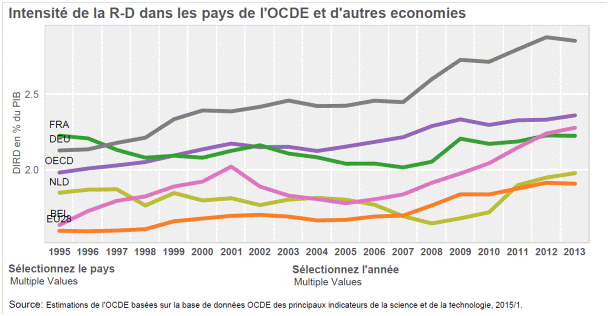 Intensité de la R-D dans les pays de l'OCDE et d'autres economies
DIRD en % du PIB
2.5
2.0
FRA
DEU
OECD
NLD
BEL
EU28
1995 1996 1997 1998 1999 2000 2001 2002 2003 2004 2005 2006 2007 2008 2009 2010 2011 2012 2013
Sélectionnez le pays
Multiple Values
Sélectionnez l'année
Multiple Values
Source: Estimations de l'OCDE basées sur la base de données OCDE des principaux indicateurs de la science et de la technologie, 2015/1.